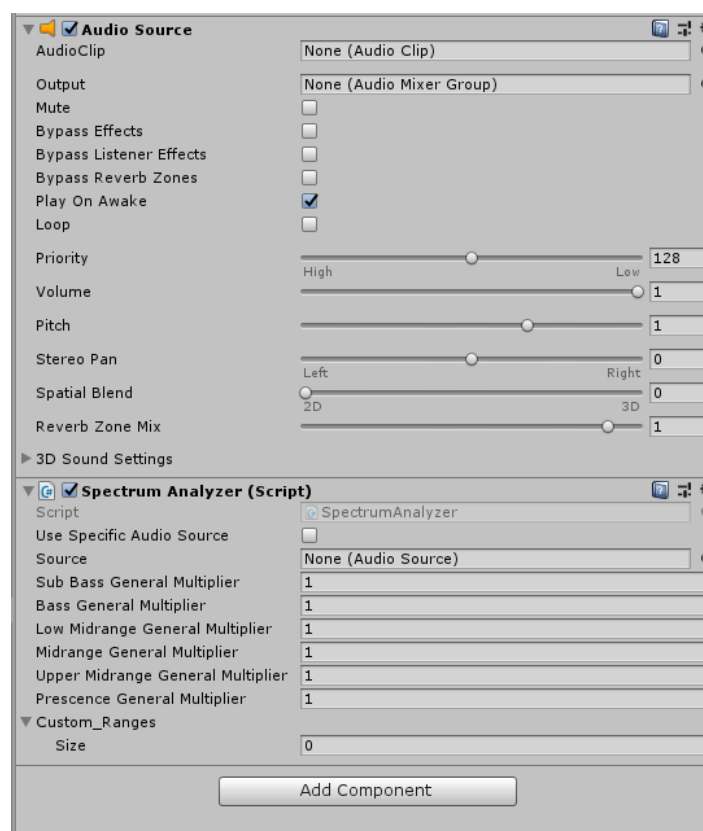 Audio Source
AudioClip None (Audio Clip)
Output None (Audio Mixer Group)
Mute
Bypass Effects
Bypass Listener Effects
Bypass Reverb Zones
Play On Awake
Loop
Priority 128
High Low
Volume 1
Pitch 1
Stereo Pan 0
Left Right
Spatial Blend 0
2D 3D
Reverb Zone Mix 1
3D Sound Settings
Spectrum Analyzer (Script)
Script SpectrumAnalyzer
Use Specific Audio Source
Source None (Audio Source)
Sub Bass General Multiplier 1
Bass General Multiplier 1
Low Midrange General Multiplier 1
Midrange General Multiplier 1
Upper Midrange General Multiplier 1
Prescence General Multiplier 1
Custom_Ranges
Size 0
Add Component